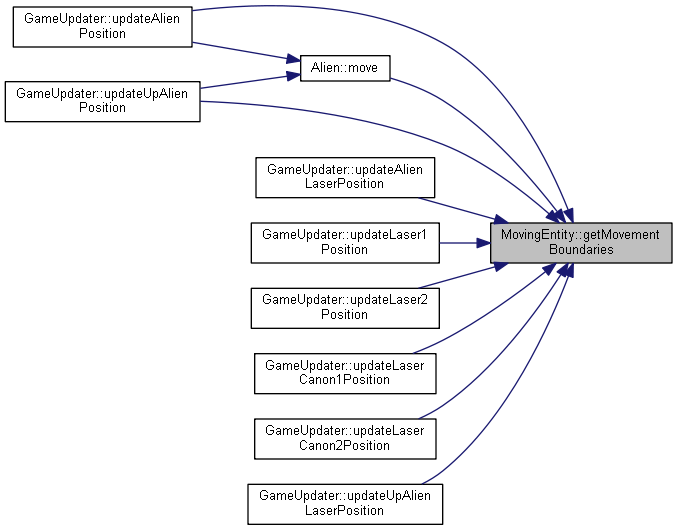 GameUpdater::updateAlien
Position
Alien::move
GameUpdater::updateUpAlien
Position
GameUpdater::updateAlien
LaserPosition
GameUpdater::updateLaser1
Position
MovingEntity::getMovement
Boundaries
GameUpdater::updateLaser2
Position
GameUpdater::updateLaser
Canon1Position
GameUpdater::updateLaser
Canon2Position
GameUpdater::updateUpAlien
LaserPosition